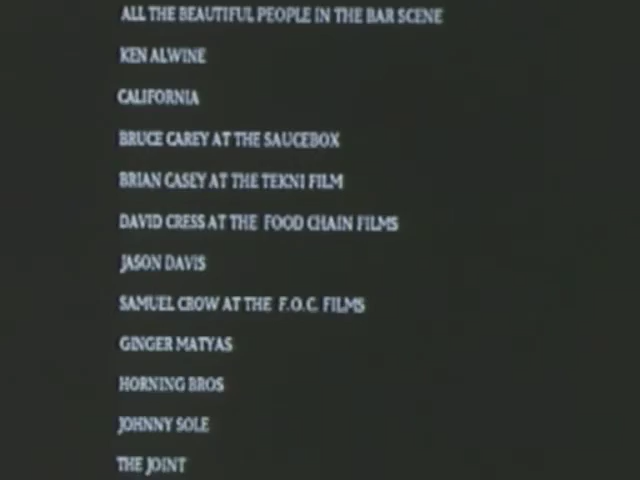 ALL THE BEAUTIFUL PEOPLE IN THE BAR SCENE
KEN ALWINE
CALIFORNIA
BRUCE CAREY AT THE SAUCEBOX
BRIAN CASEY AT THE TEKNI FILM
DAVID CRESS AT THE FOOD CHAIN FILMS
JASON DAVIS
SAMUEL CROW AT THE F.O.C. FILMS
GINGER MATYAS
HORNING BROS
JOHNNY SOLE
THE JOINT